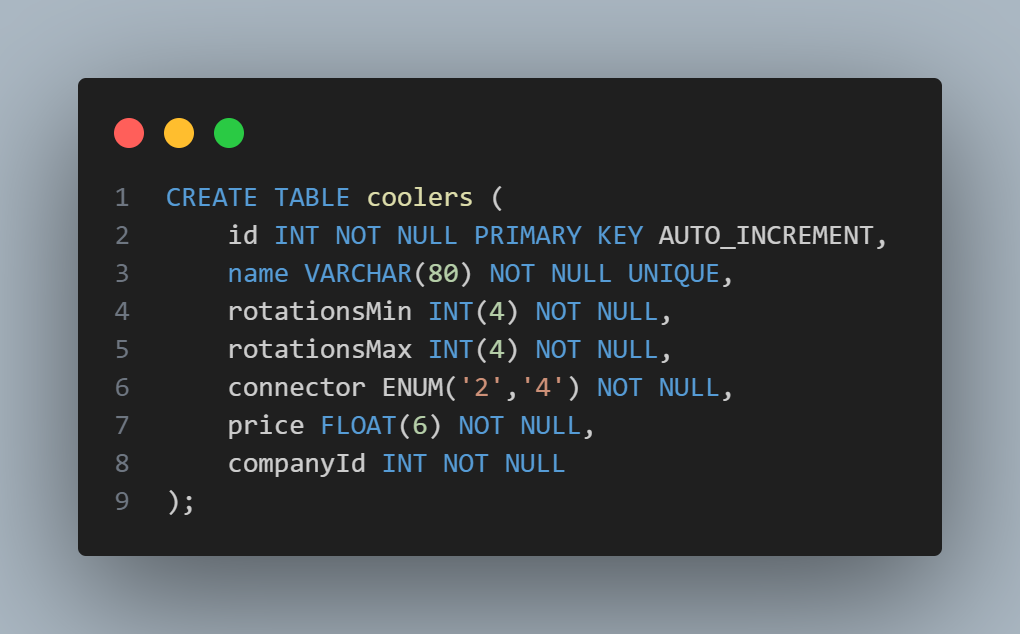 1 CREATE TABLE coolers (
2 id INT NOT NULL PRIMARY KEY AUTO_INCREMENT,
3 name VARCHAR(80) NOT NULL UNIQUE,
4 rotationsMin INT(4) NOT NULL,
5 rotationsMax INT(4) NOT NULL,
6 connector ENUM('2','4') NOT NULL,
7 price FLOAT(6) NOT NULL,
8 companyId INT NOT NULL
9 );